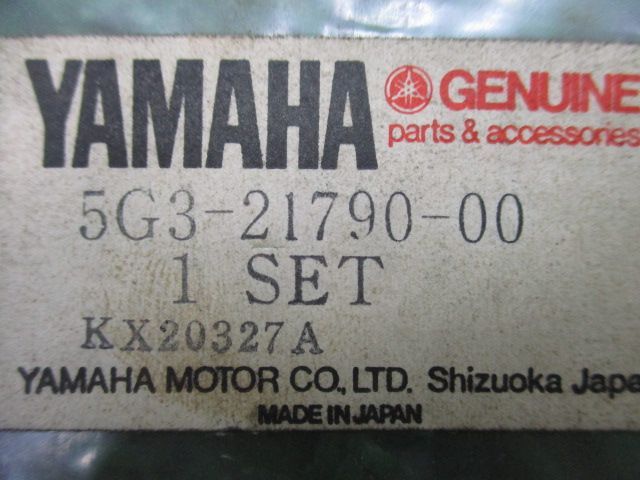 YAMAHA GENUINE
parts & accessories
5G3-21790-00
1 SET
KX20327A
YAMAHA MOTOR CO., LTD. Shizuoka Japa
MADE IN JAPAN